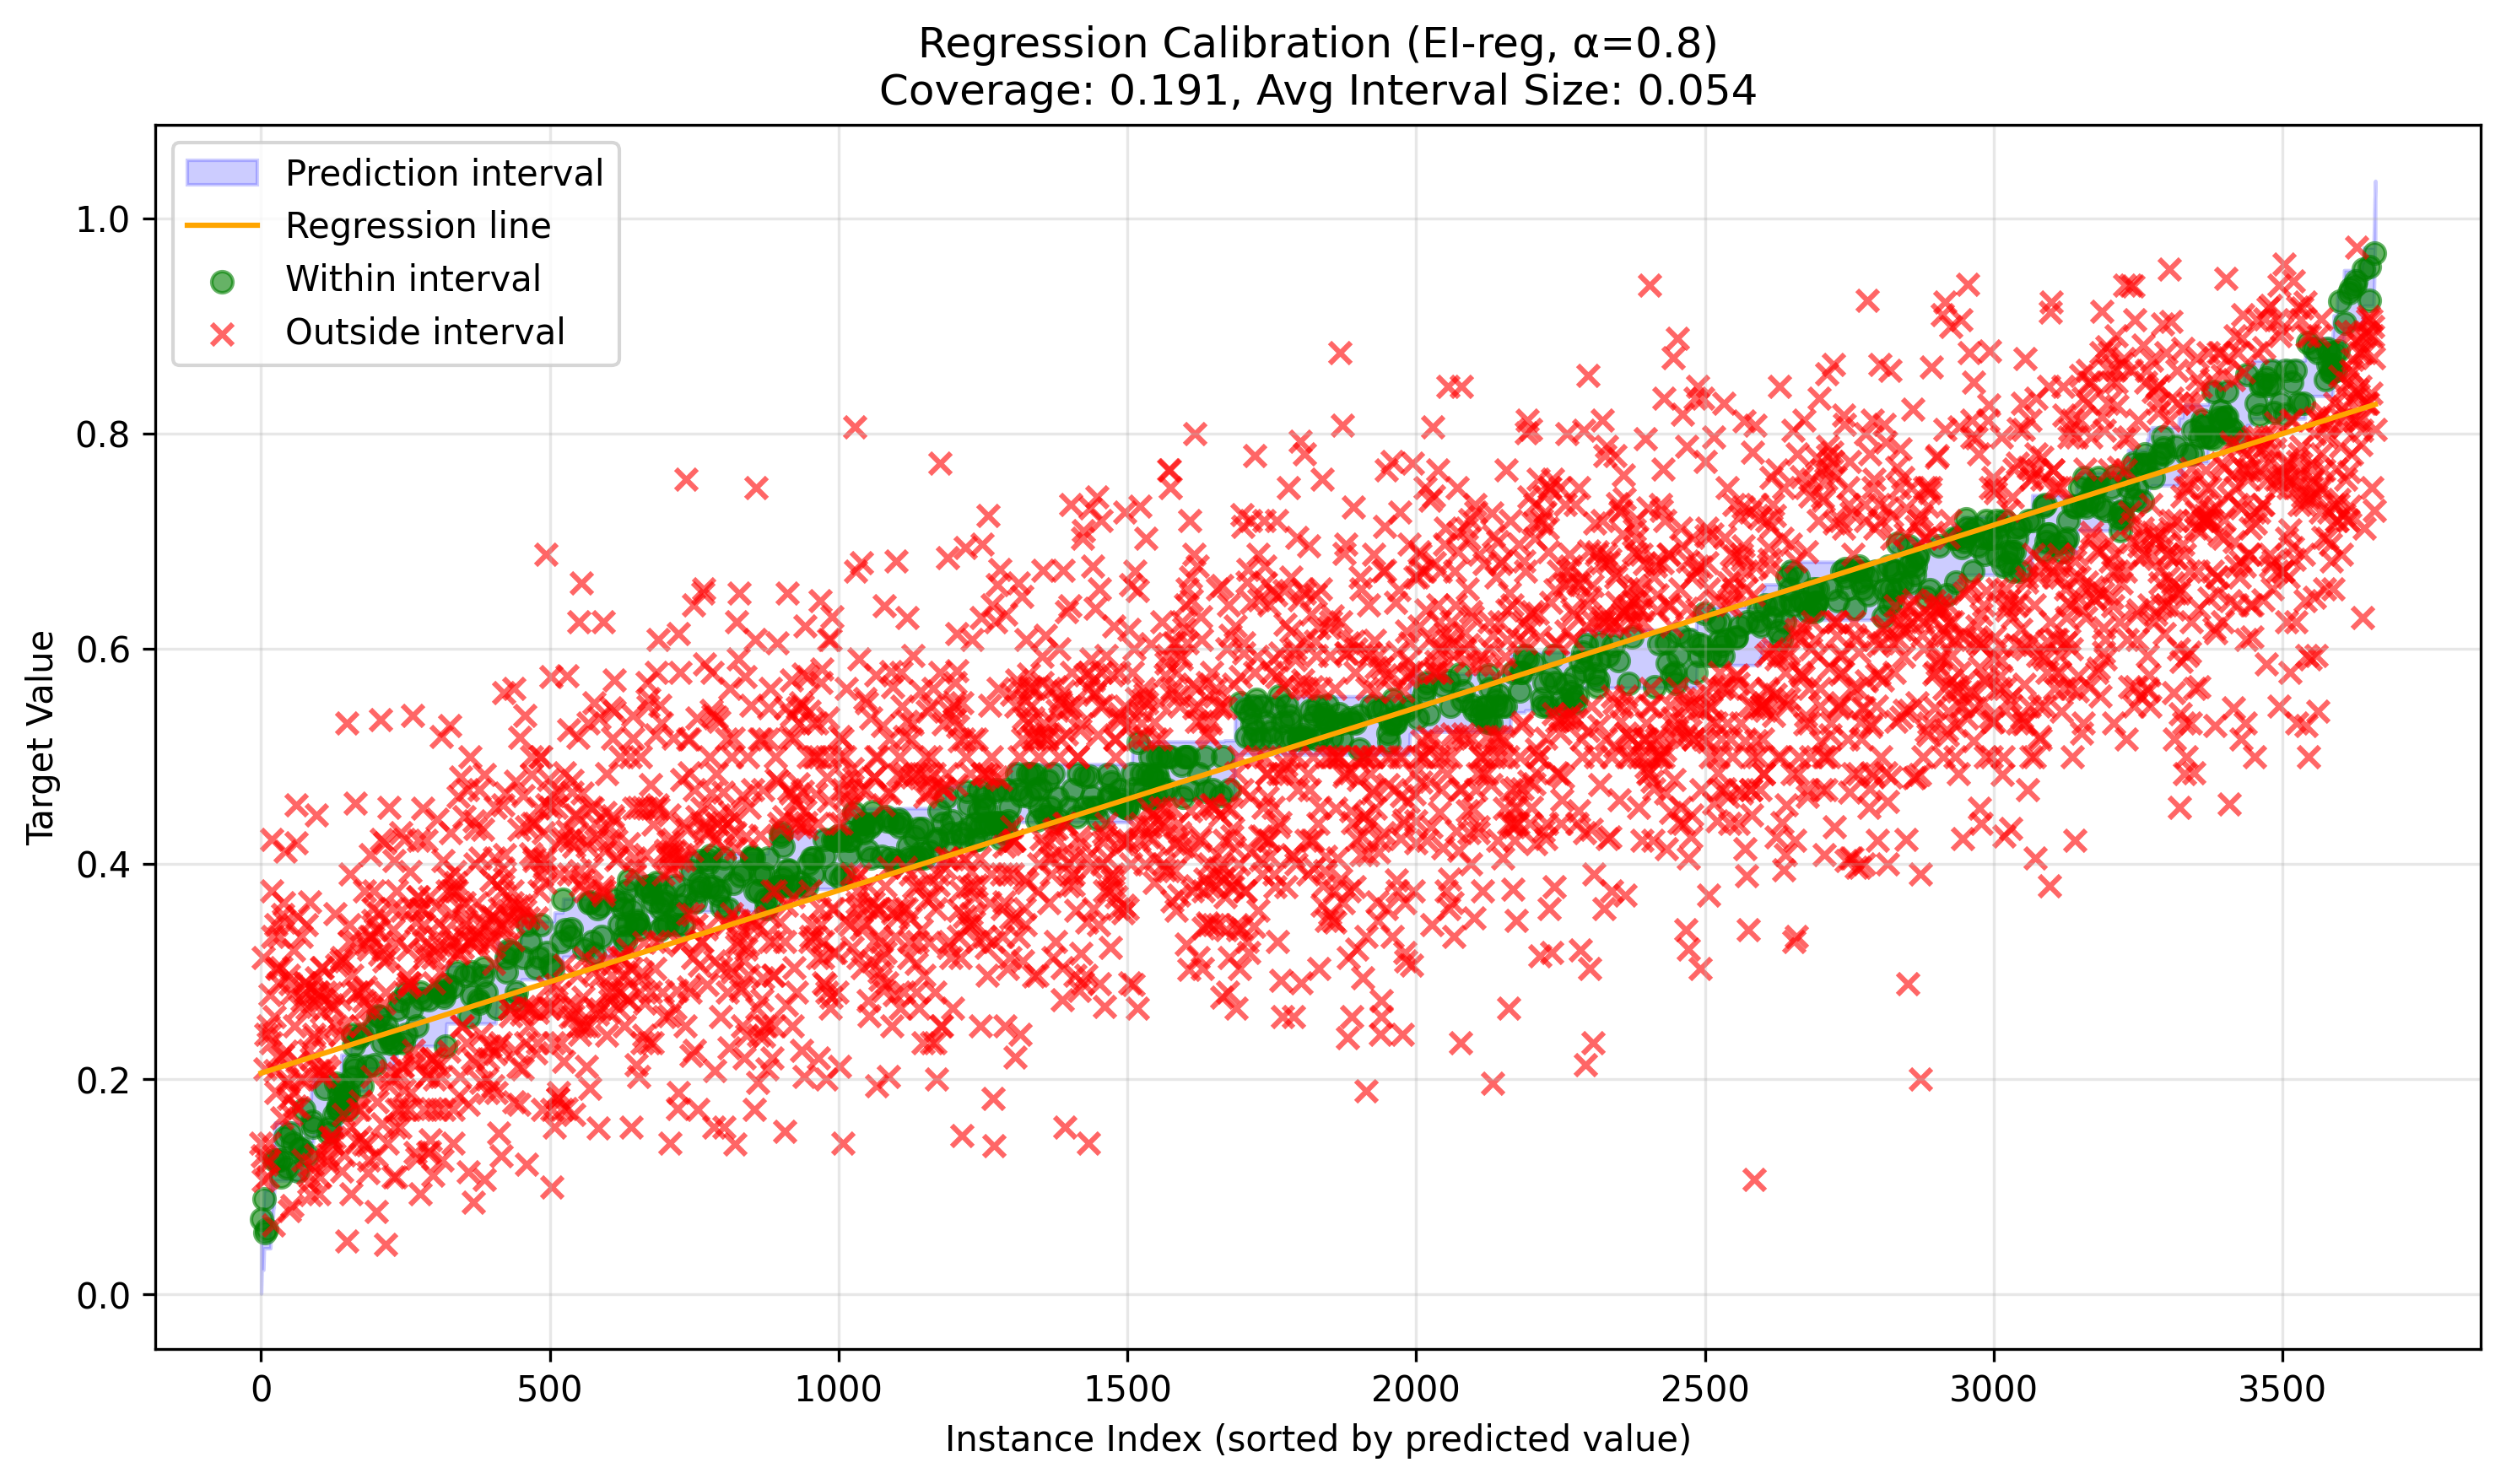 Regression Calibration (EI-reg, α=0.8)
Coverage: 0.191, Avg Interval Size: 0.054
Prediction interval
Regression line
Within interval
Outside interval
Target Value
1.0
0.8
0.6
0.4
0.2
0.0
0 500 1000 1500 2000 2500 3000 3500
Instance Index (sorted by predicted value)